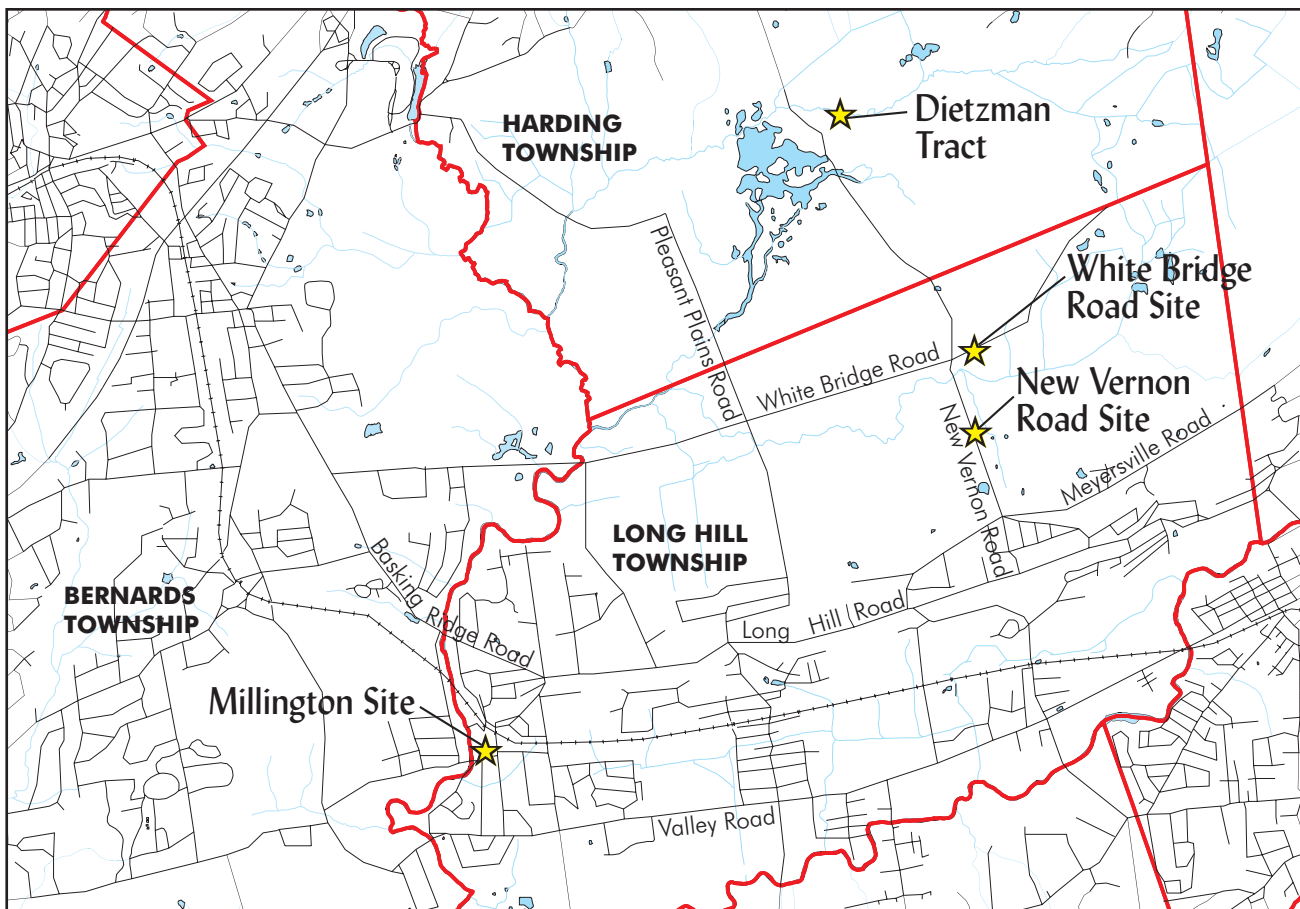 HARDING
TOWNSHIP
Dietzman
Tract
Pleasant Plains Road
White Bridge
Road Site
White Bridge Road
New Vernon
Road Site
New Vernon Road
Meyersville Road
LONG HILL
TOWNSHIP
Basking Ridge Road
BERNARDS
TOWNSHIP
Long Hill Road
Millington Site
Valley Road